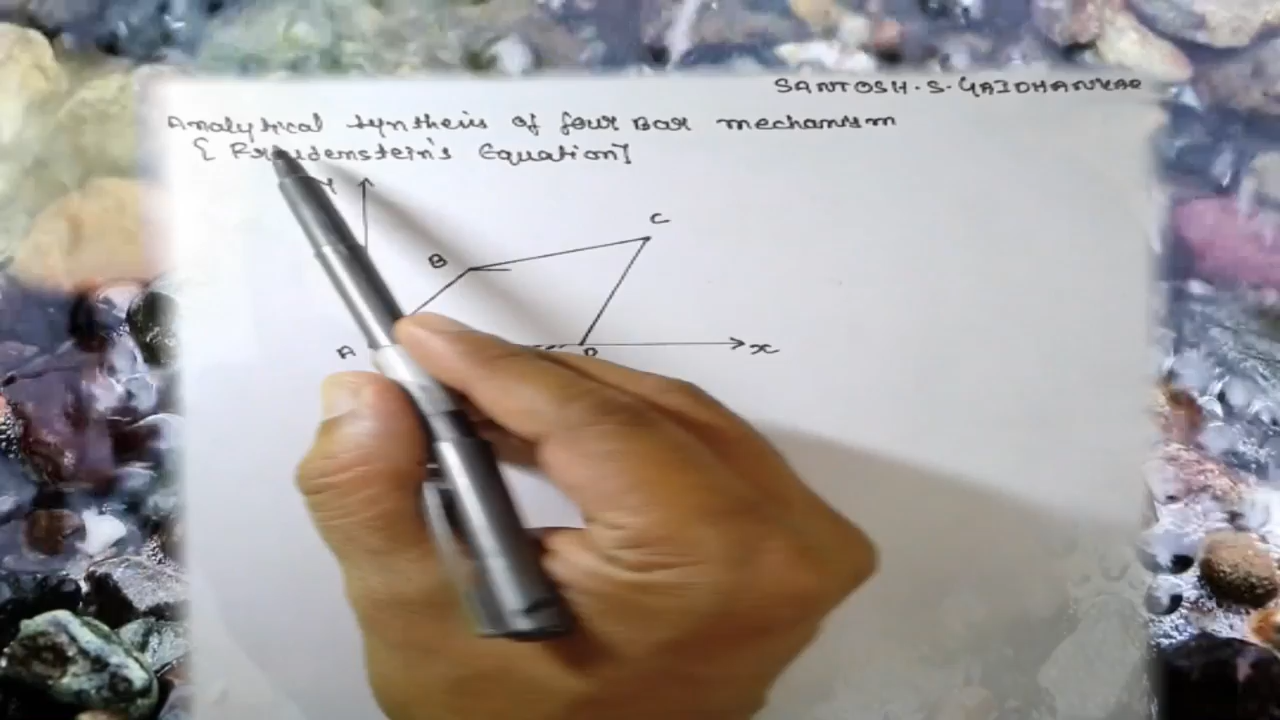 SANTOSH.S.GAIDHANKAR
Analytical synthesis of four Bar mechanism
{ Freudenstein's Equation}
Y
C
B
A
D
x